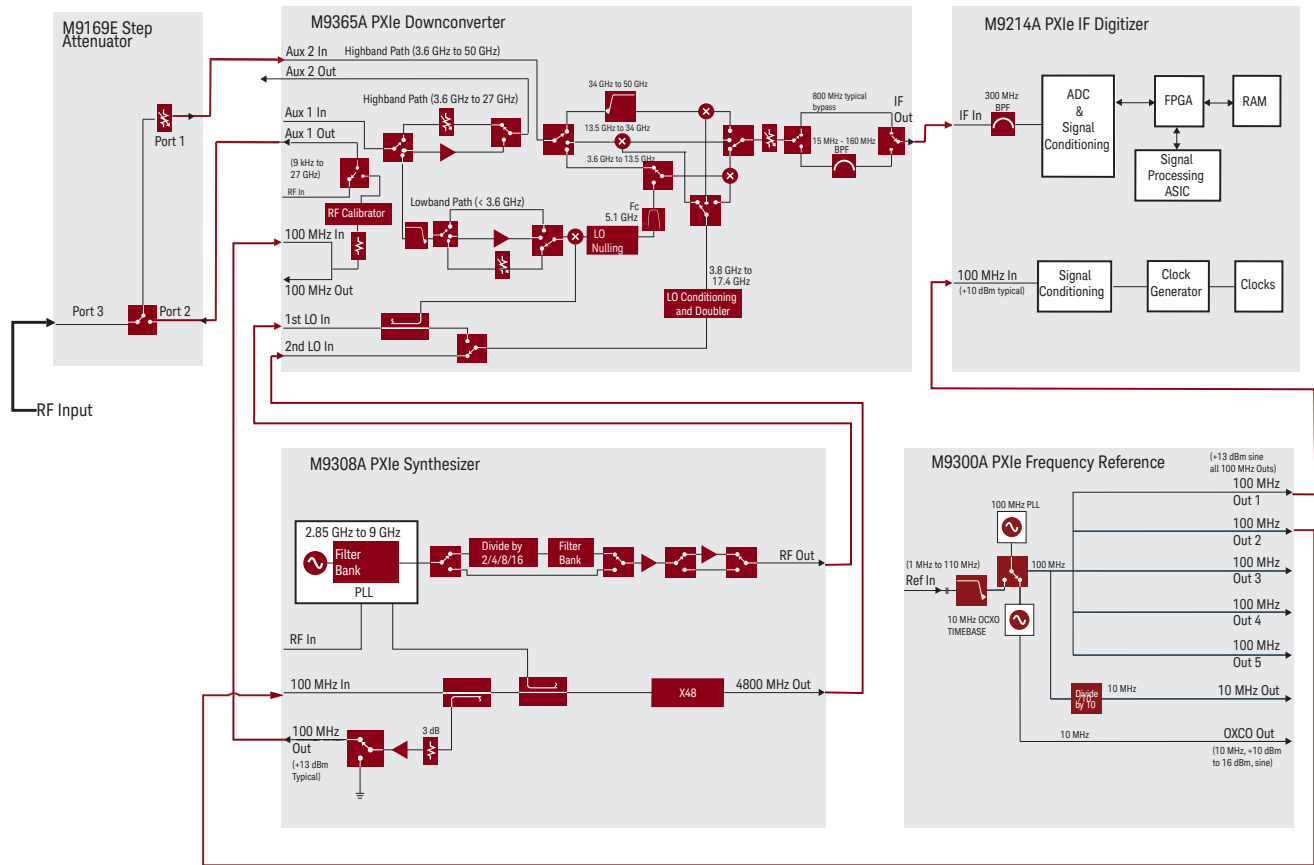 M9169E Step
Attenuator
Port 1
Port 3
Port 2
RF Input
M9365A PXIe Downconverter
Aux 2 In
Highband Path (3.6 GHz to 50 GHz)
Aux 2 Out
Aux 1 In
Highband Path (3.6 GHz to 27 GHz)
Aux 1 Out
(9 kHz to
27 GHz)
RF In
RF Calibrator
Lowband Path (< 3.6 GHz)
100 MHz In
100 MHz Out
1st LO In
2nd LO In
34 GHz to 50 GHz
13.5 GHz to 34 GHz
3.6 GHz to 13.5 GHz
Fc
5.1 GHz
LO
Nulling
3.8 GHz to
17.4 GHz
LO Conditioning
and Doubler
800 MHz typical
bypass
15 MHz - 160 MHz
BPF
IF
Out
M9214A PXIe IF Digitizer
IF In
300 MHz
BPF
ADC
&
Signal
Conditioning
FPGA
RAM
Signal
Processing
ASIC
100 MHz In
(+10 dBm typical)
Signal
Conditioning
Clock
Generator
Clocks
M9308A PXIe Synthesizer
2.85 GHz to 9 GHz
Filter
Bank
PLL
Divide by
2/4/8/16
Filter
Bank
RF Out
RF In
100 MHz In
X48
4800 MHz Out
100 MHz
Out
(+13 dBm
Typical)
3 dB
M9300A PXIe Frequency Reference
(+13 dBm sine
all 100 MHz Outs)
100 MHz
Out 1
100 MHz PLL
100 MHz
Out 2
(1 MHz to 110 MHz)
Ref In
100 MHz
100 MHz
Out 3
10 MHz OCXO
TIMEBASE
100 MHz
Out 4
100 MHz
Out 5
Divide
by 10
10 MHz
10 MHz Out
10 MHz
OXCO Out
(10 MHz, +10 dBm
to 16 dBm, sine)